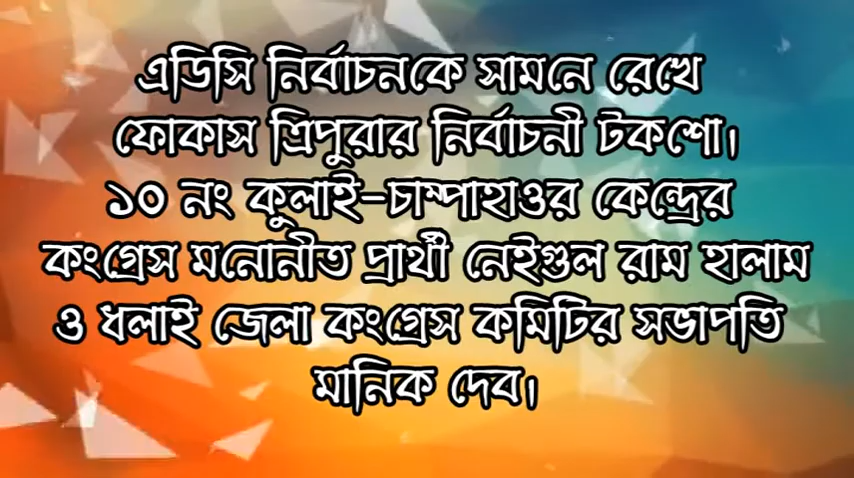 এডিসি নির্বাচনকে সামনে রেখে
ফোকাস ত্রিপুরার নির্বাচনী টকশো।
১০ নং কুলাই-চাম্পাহাওর কেন্দ্রের
কংগ্রেস মনোনীত প্রার্থী নেইগুল রাম হালাম
ও ধলাই জেলা কংগ্রেস কমিটির সভাপতি
মানিক দেব।